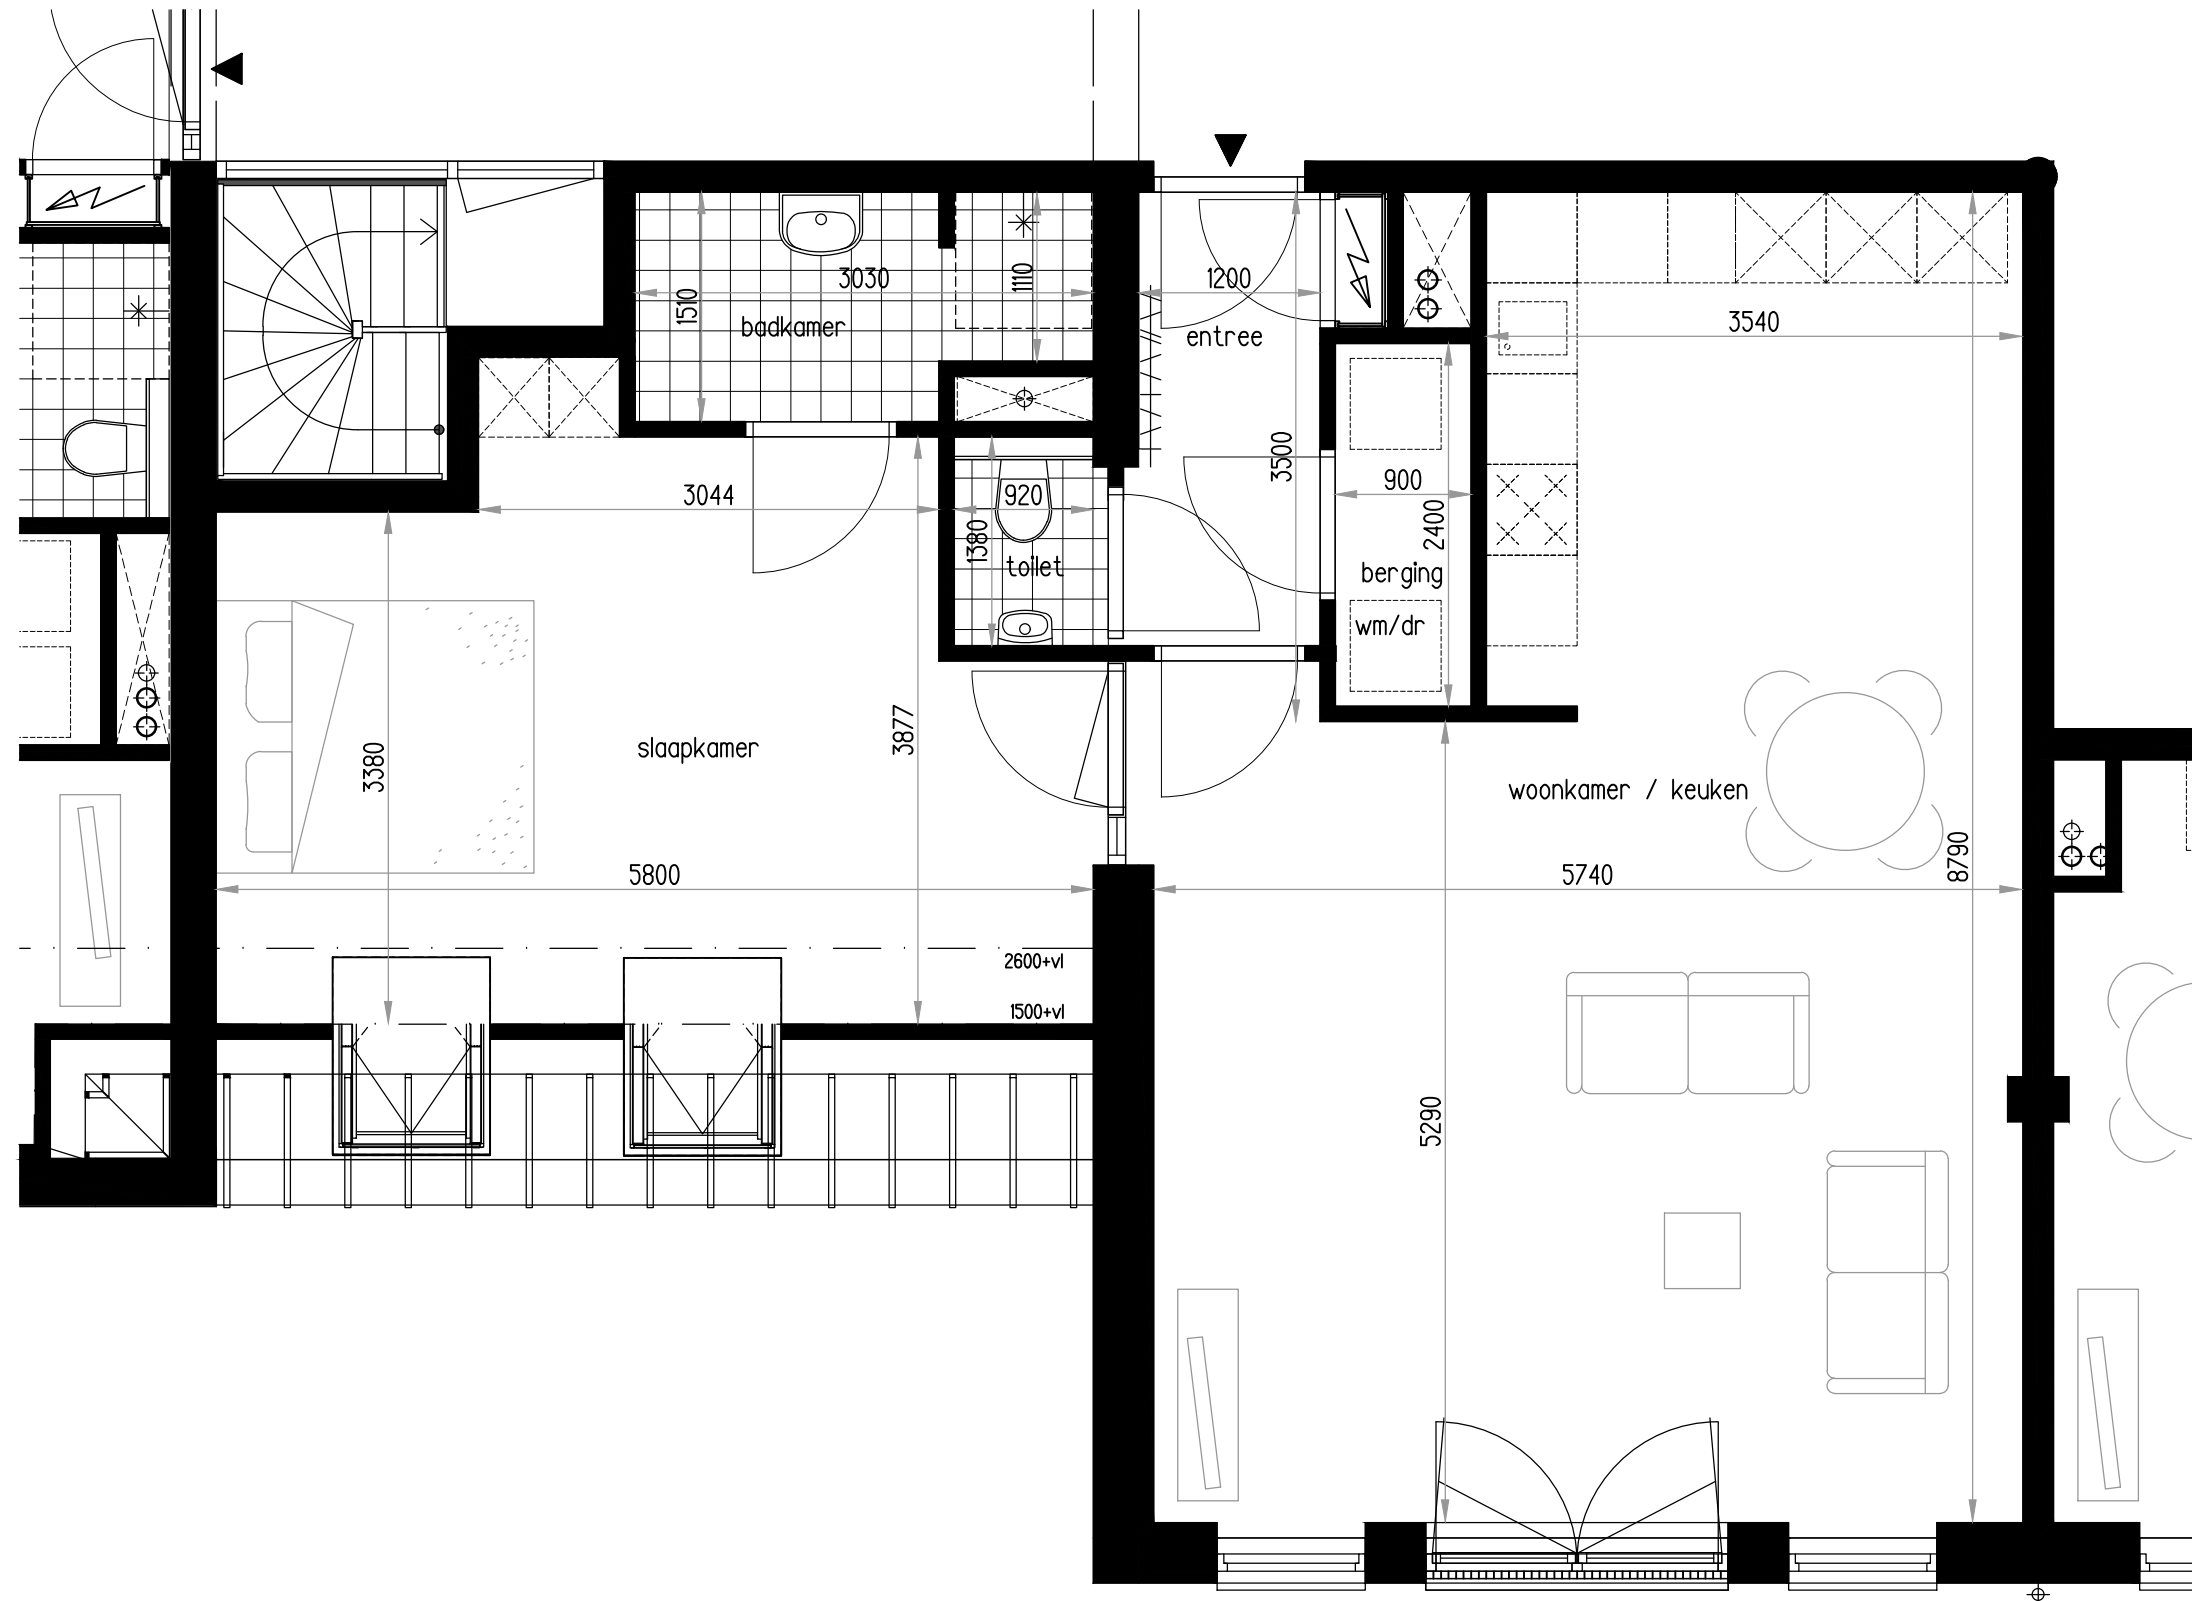 3030
1510
1110
badkamer
1200
entree
3540
3500
3044
920
1380
toilet
900
2400
berging
wm/dr
3380
slaapkamer
3877
woonkamer / keuken
5800
5740
8790
2600+vl
1500+vl
5290